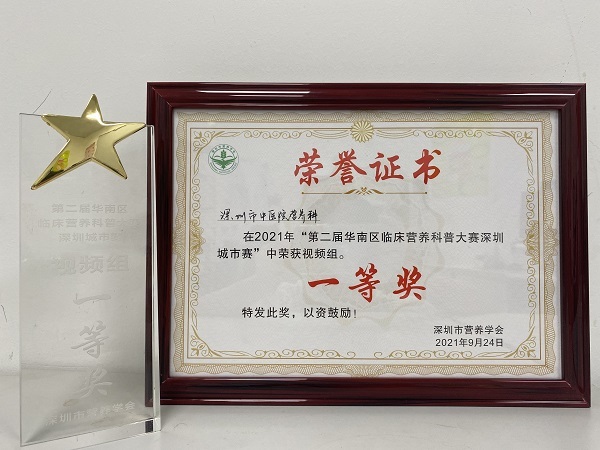 第二届华南区
临床营养科普
深圳城市
视频组
一等奖
深圳市营养学会
荣誉证书
深圳市中医院营养科
在2021年“第二届华南区临床营养科普大赛深圳
城市赛”中荣获视频组。
一等奖
特发此奖，以资鼓励！
深圳市营养学会
2021年9月24日